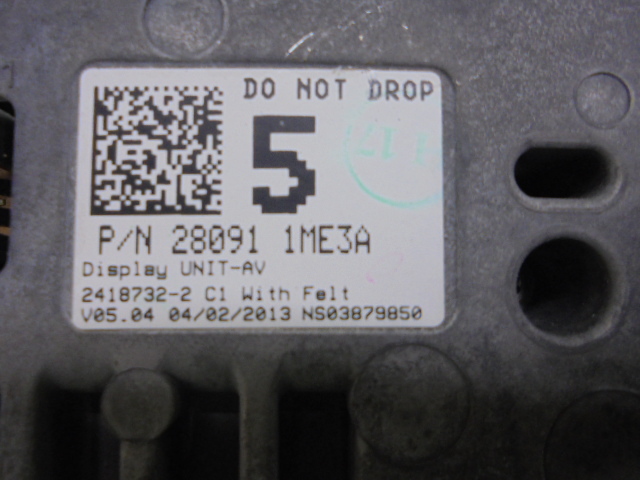 DO NOT DROP
5
P/N 28091 1ME3A
Display UNIT-AV
2418732-2 C1 With Felt
V05.04 04/02/2013 NS03879850